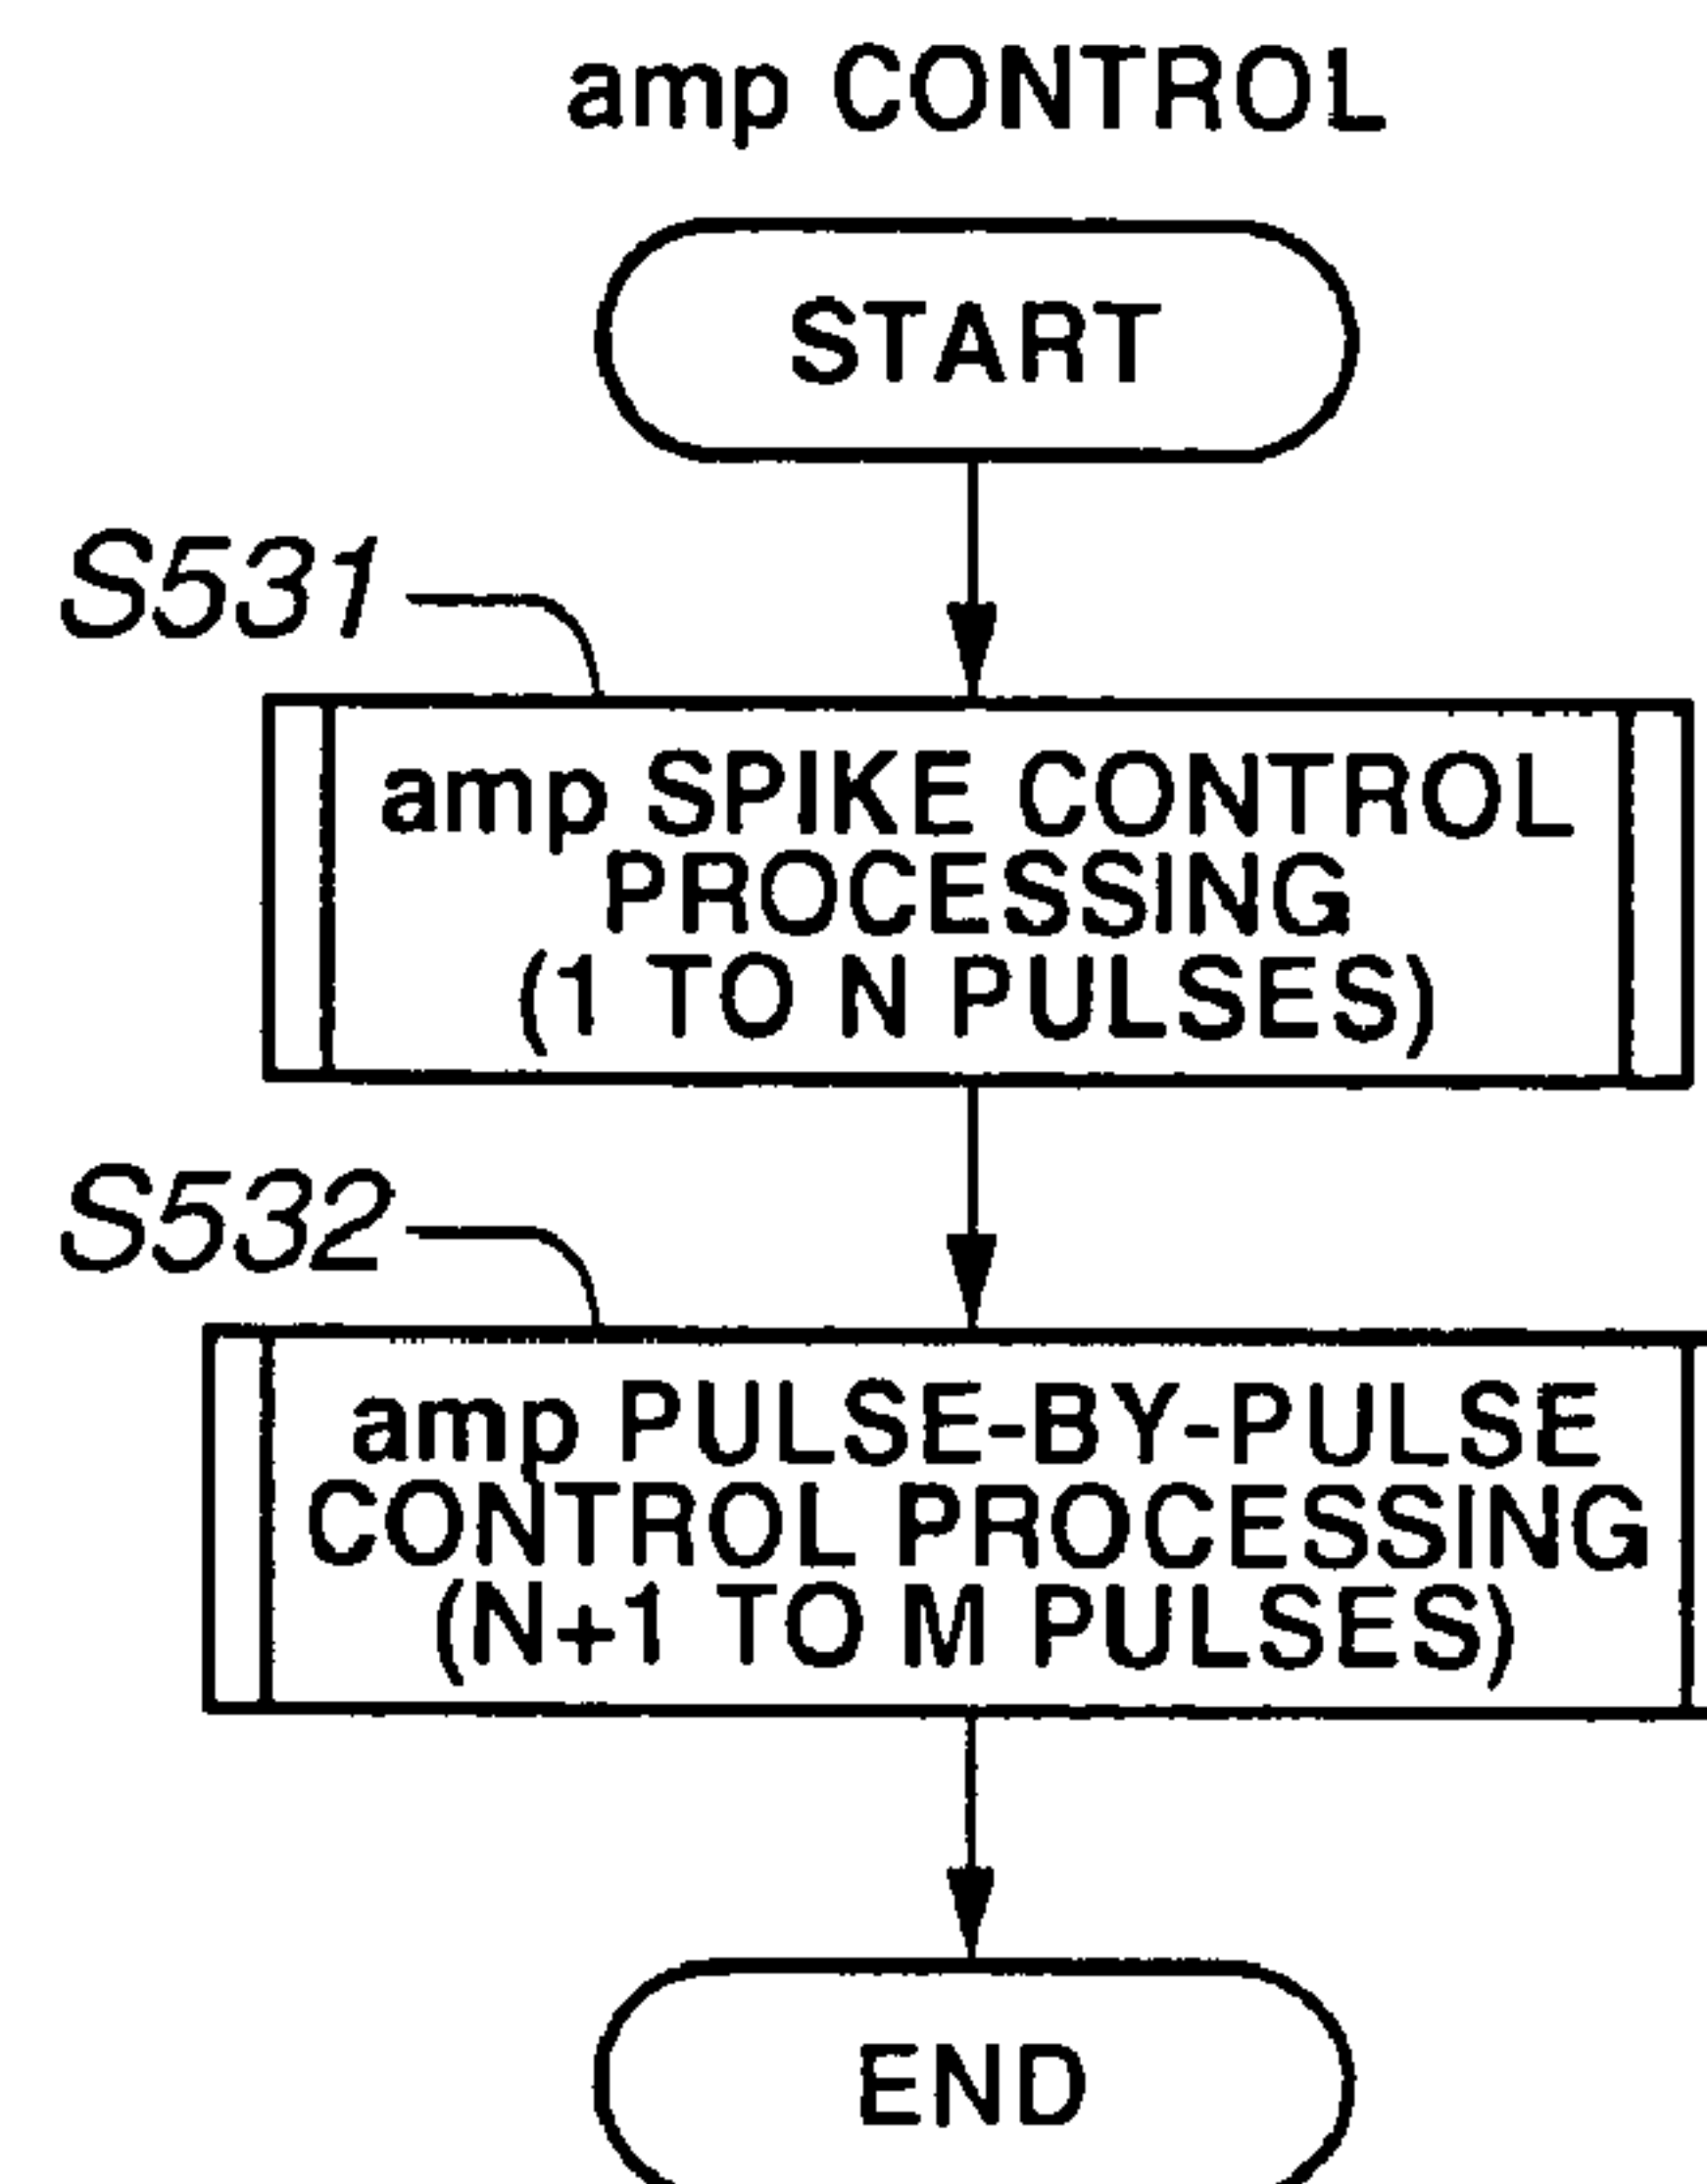 amp CONTROL
START
S531
amp SPIKE CONTROL
PROCESSING
(1 TO N PULSES)
S532
amp PULSE-BY-PULSE
CONTROL PROCESSING
(N+1 TO M PULSES)
END